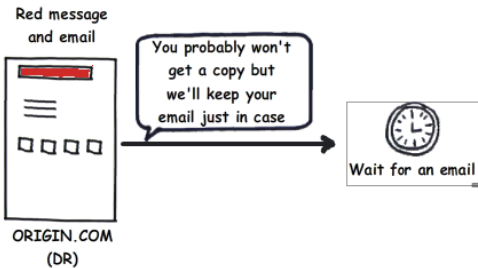 Red message
and email
You probably won't
get a copy but
we'll keep your
email just in case
Wait for an email
ORIGIN.COM
(DR)